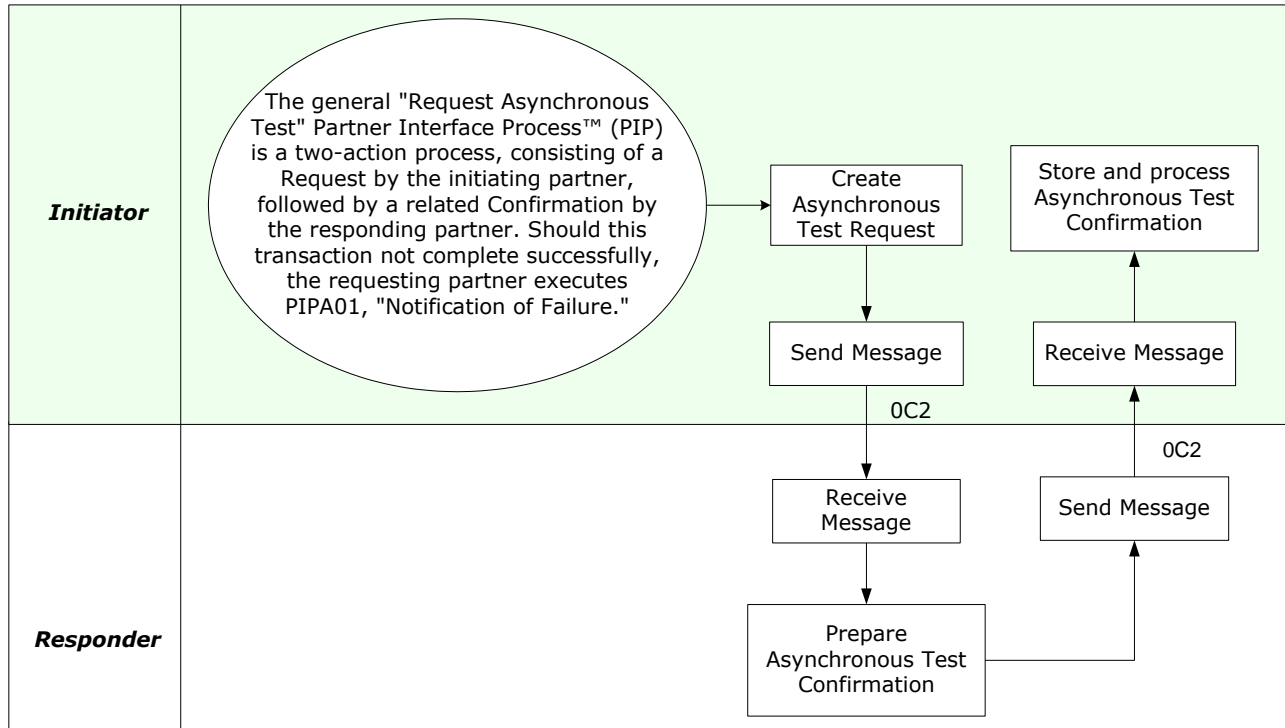 Initiator
The general "Request Asynchronous
Test" Partner Interface Process™ (PIP)
is a two-action process, consisting of a
Request by the initiating partner,
followed by a related Confirmation by
the responding partner. Should this
transaction not complete successfully,
the requesting partner executes
PIPA01, "Notification of Failure."
Create
Asynchronous
Test Request
Send Message
0C2
Store and process
Asynchronous Test
Confirmation
Receive Message
0C2
Responder
Receive
Message
Prepare
Asynchronous Test
Confirmation
Send Message